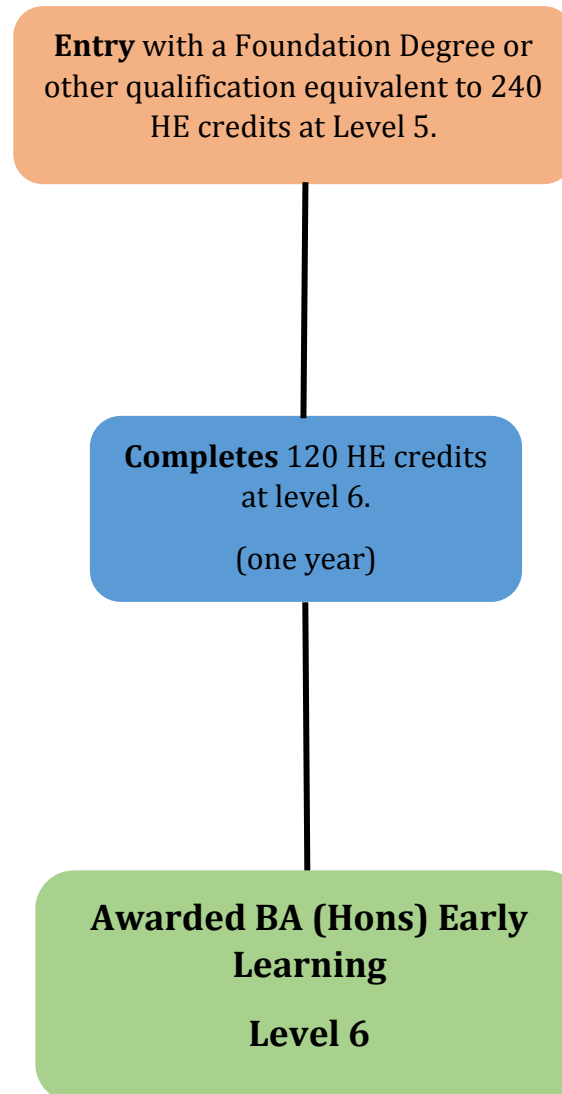 Entry with a Foundation Degree or
other qualification equivalent to 240
HE credits at Level 5.
Completes 120 HE credits
at level 6.
(one year)
Awarded BA (Hons) Early
Learning
Level 6